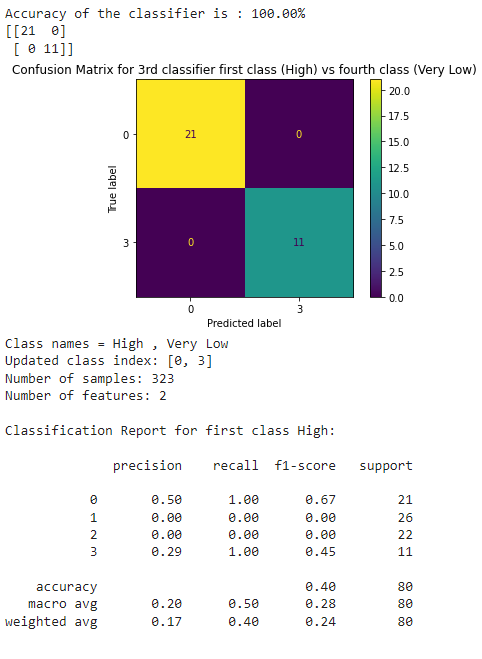 Accuracy of the classifier is : 100.00%
[[21  0]
 [ 0 11]]
Confusion Matrix for 3rd classifier first class (High) vs fourth class (Very Low)
20.0
17.5
15.0
12.5
10.0
7.5
5.0
2.5
0.0
True label
0 21 0
3 0 11
0 3
Predicted label
Class names = High , Very Low
Updated class index: [0, 3]
Number of samples: 323
Number of features: 2
Classification Report for first class High:
precision recall f1-score support
0 0.50 1.00 0.67 21
1 0.00 0.00 0.00 26
2 0.00 0.00 0.00 22
3 0.29 1.00 0.45 11
accuracy 0.40 80
macro avg 0.20 0.50 0.28 80
weighted avg 0.17 0.40 0.24 80